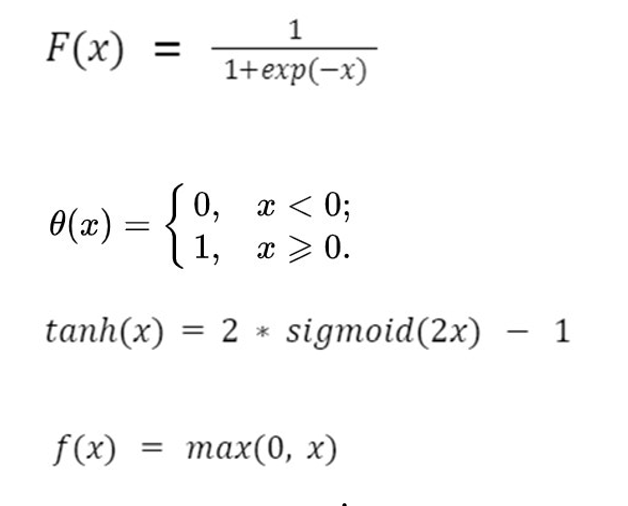 F(x) = 1/1+exp(−x)
θ(x) = { 0, x < 0;
1, x ⩾ 0.
tanh(x) = 2 * sigmoid(2x) − 1
f(x) = max(0, x)